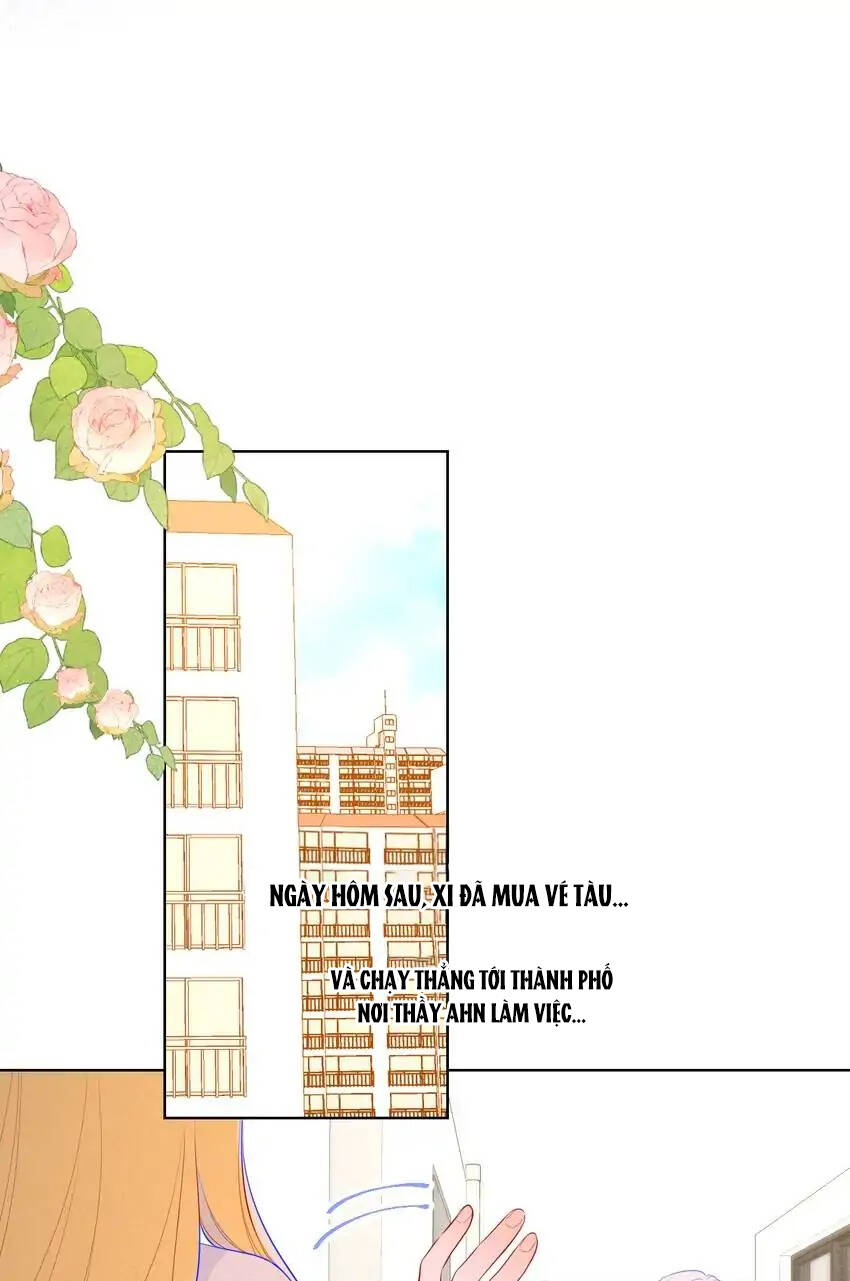 NGÀY HÔM SAU, XI ĐÃ MUA VÉ TÀU...
VÀ CHẠY THẲNG TỚI THÀNH PHỐ
NƠI THẦY AHN LÀM VIỆC...